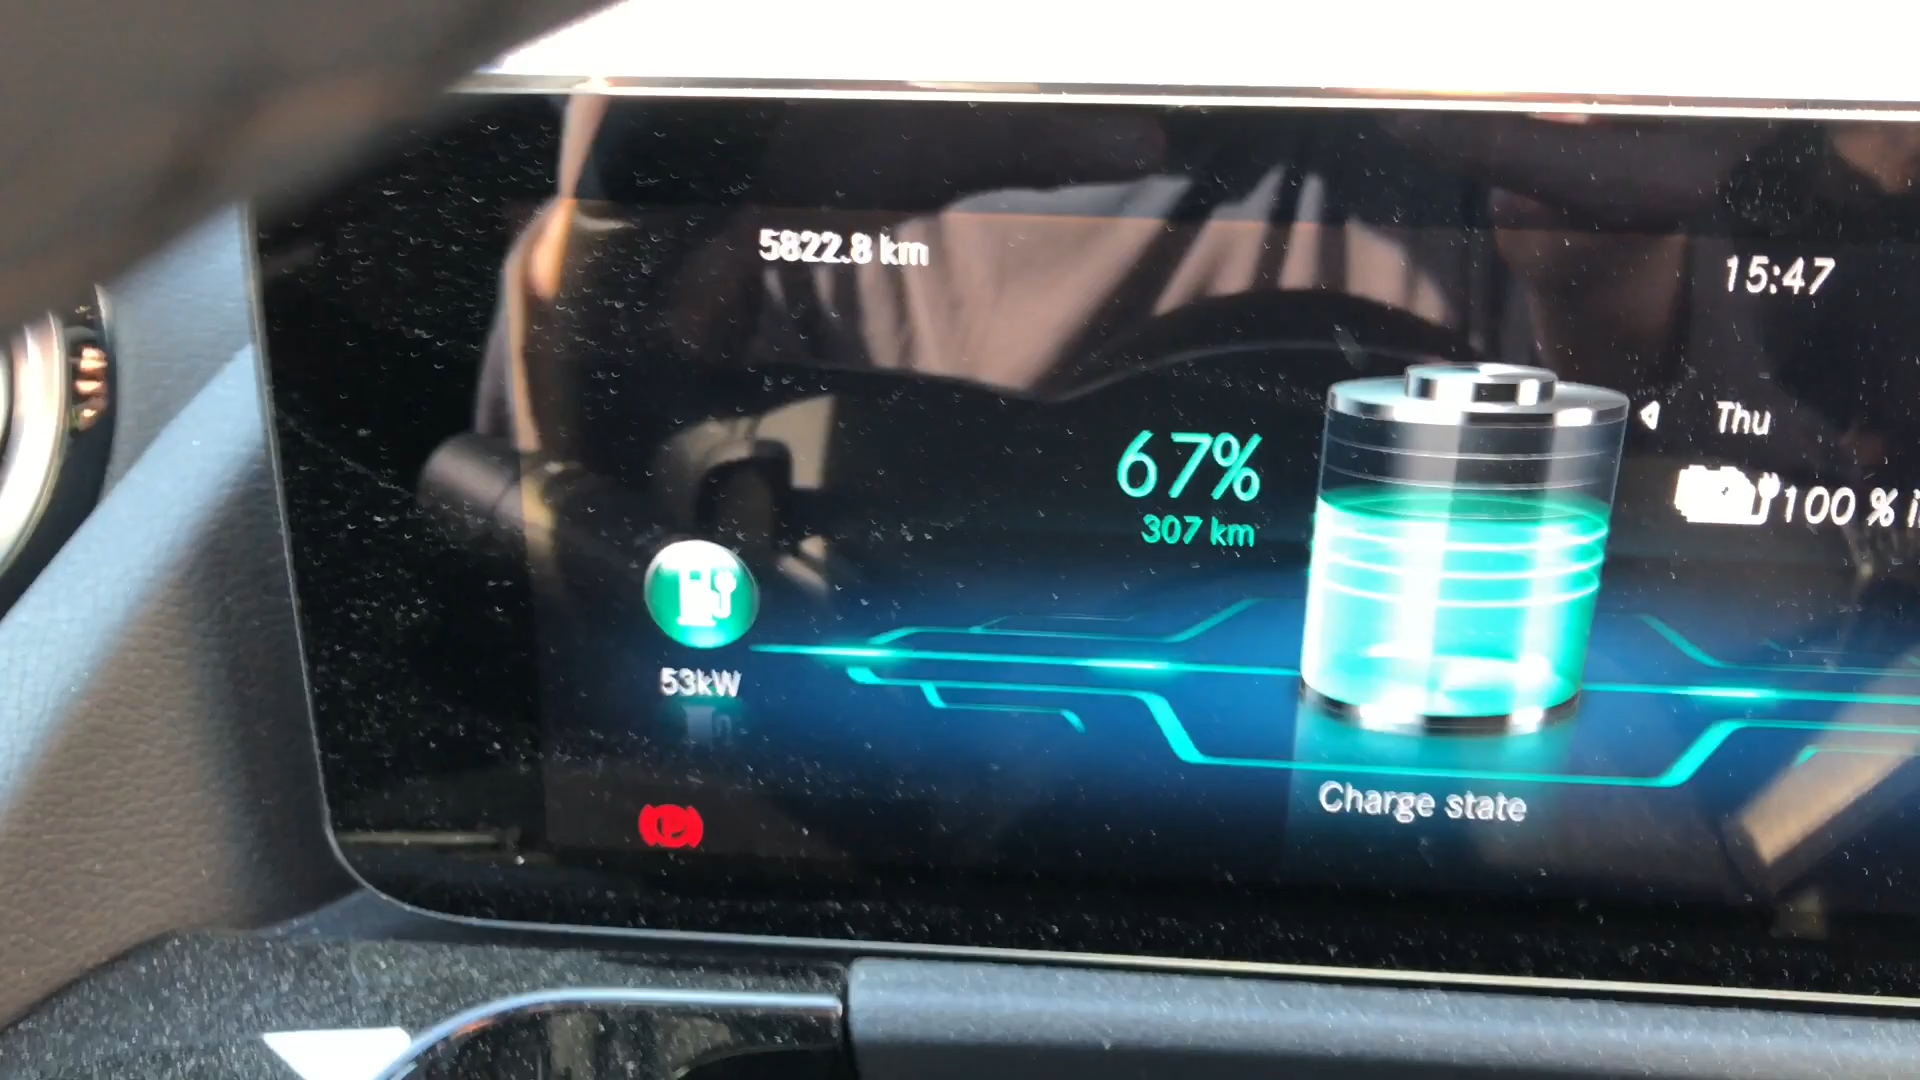 5822.8 km
15:47
67%
307 km
Thu
100 %
53kW
Charge state